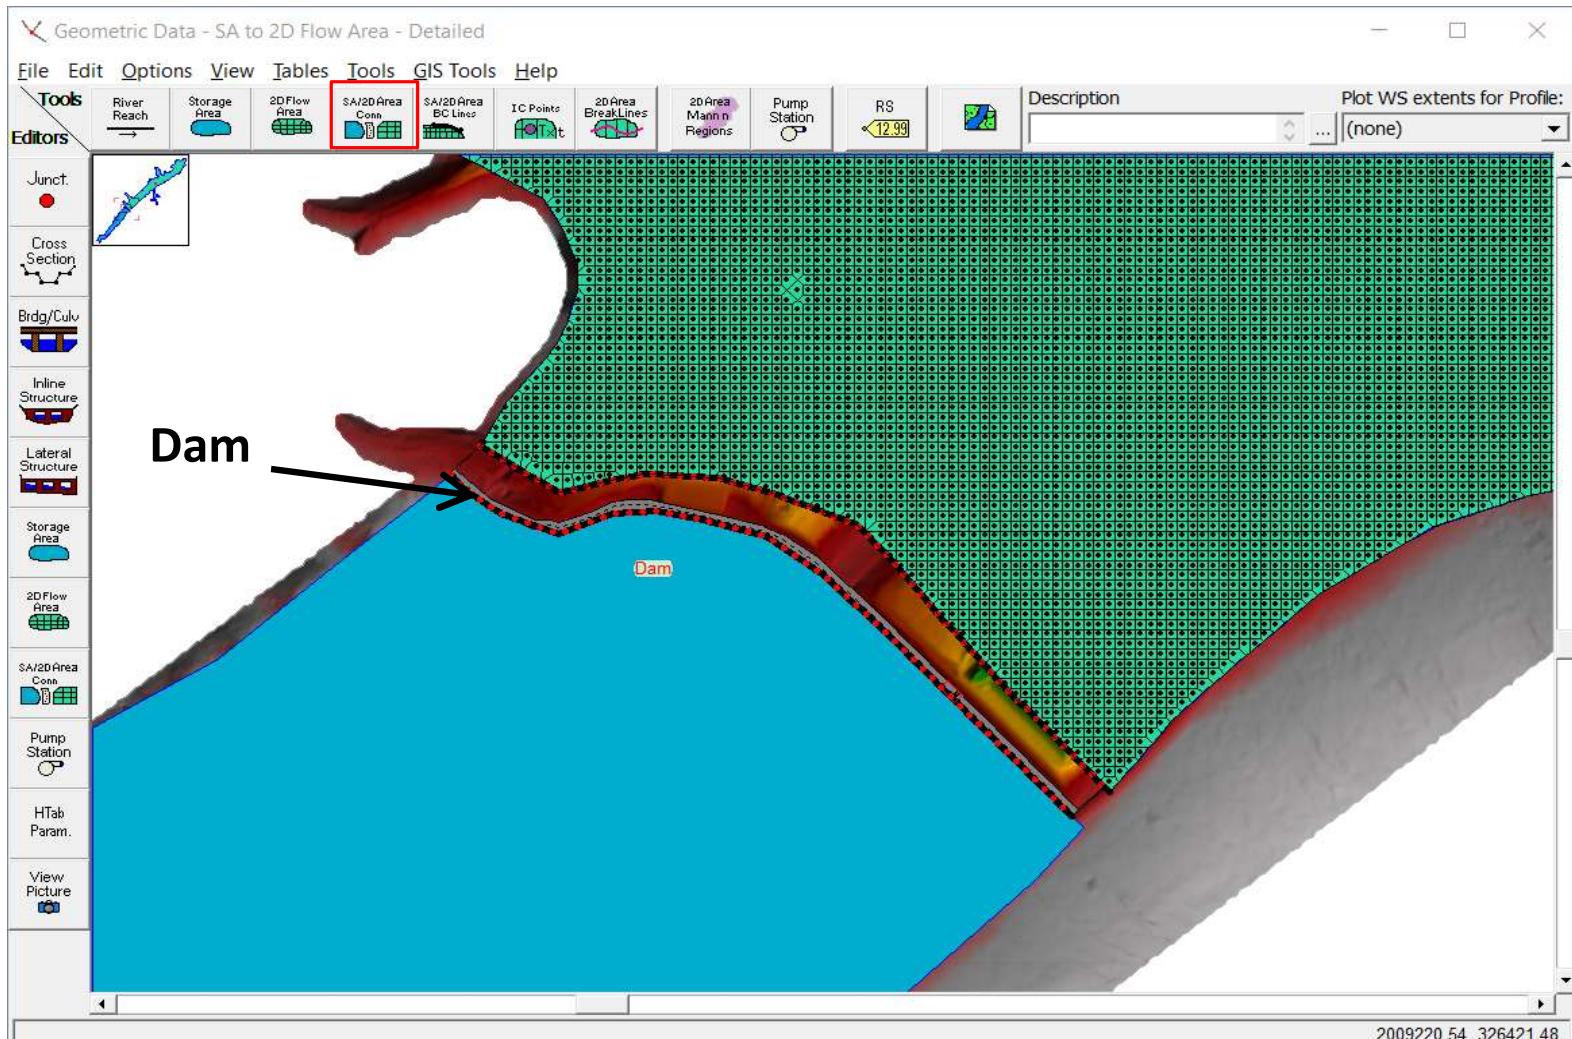 Geometric Data - SA to 2D Flow Area - Detailed
File Edit Options View Tables Tools GIS Tools Help
Tools
Editors
River
Reach
Storage
Area
2D Flow
Area
SA/2D Area
Conn
SA/2D Area
BC Lines
IC Points
2D Area
BreakLines
2D Area
Mann n
Regions
Pump
Station
RS
12.99
Description
...
Plot WS extents for Profile:
(none)
Junct.
Cross
Section
Brdg/Culv
Inline
Structure
Lateral
Structure
Storage
Area
2D Flow
Area
SA/2D Area
Conn
Pump
Station
HTab
Param.
View
Picture
Dam
Dam
2009220.54, 326421.48